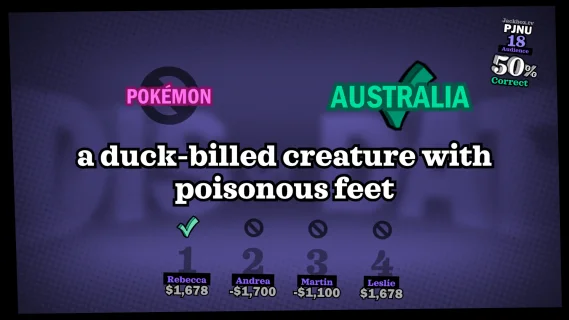 Jackbox.tv
PJNU
18
Audience
50%
Correct
POKÉMON
AUSTRALIA
a duck-billed creature with
poisonous feet
1 2 3 4
Rebecca Andrea Martin Leslie
$1,678 -$1,700 -$1,100 $1,678